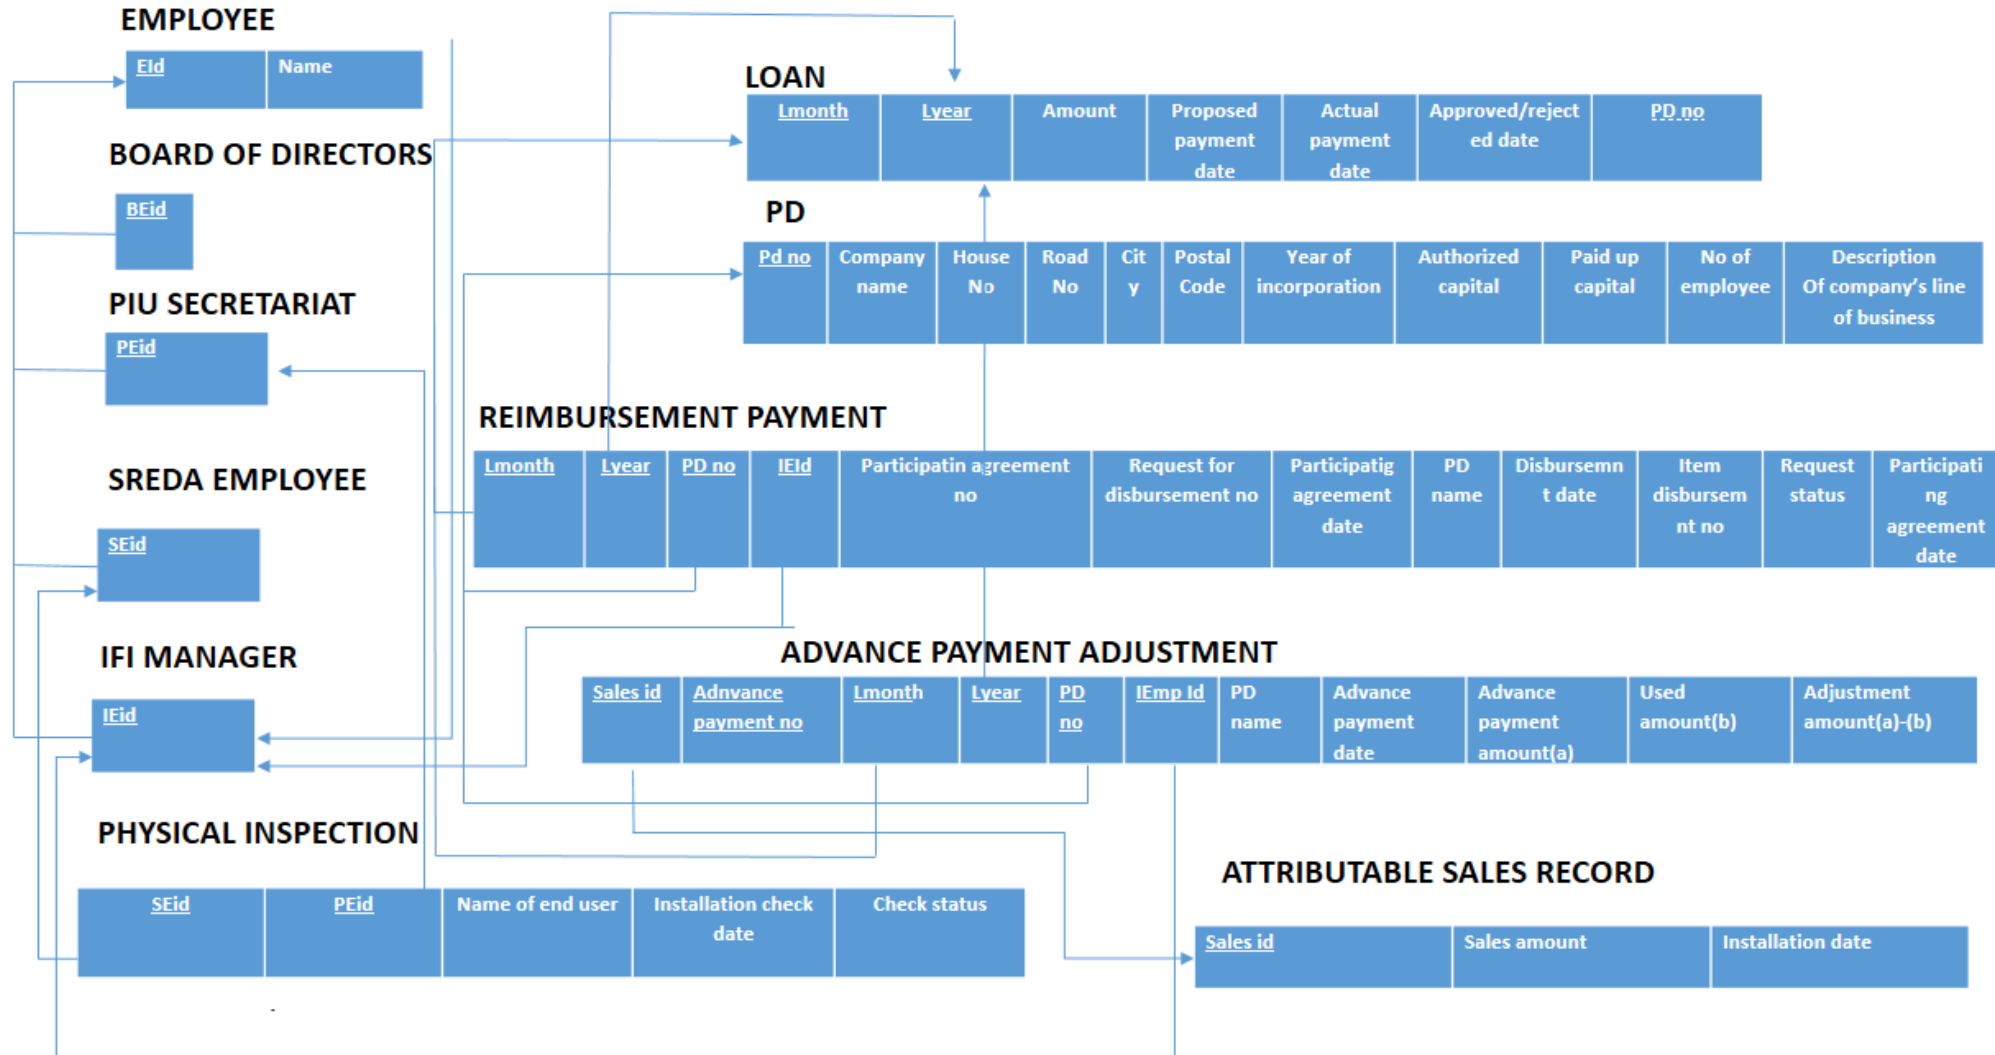 EMPLOYEE
EId
Name
BOARD OF DIRECTORS
BEid
PIU SECRETARIAT
PEid
SREDA EMPLOYEE
SEid
IFI MANAGER
IEid
PHYSICAL INSPECTION
SEid
PEid
Name of end user
Installation check
date
Check status
LOAN
Lmonth
Lyear
Amount
Proposed
payment
date
Actual
payment
date
Approved/reject
ed date
PD no
PD
Pd no
Company
name
House
No
Road
No
Cit
y
Postal
Code
Year of
incorporation
Authorized
capital
Paid up
capital
No of
employee
Description
Of company's line
of business
REIMBURSEMENT PAYMENT
Lmonth
Lyear
PD no
IEId
Participatin agreement
no
Request for
disbursement no
Participatig
agreement
date
PD
name
Disbursemn
t date
Item
disbursem
nt no
Request
status
Participati
ng
agreement
date
ADVANCE PAYMENT ADJUSTMENT
Sales id
Adnvance
payment no
Lmonth
Lyear
PD
no
IEmp Id
PD
name
Advance
payment
date
Advance
payment
amount(a)
Used
amount(b)
Adjustment
amount(a)-(b)
ATTRIBUTABLE SALES RECORD
Sales id
Sales amount
Installation date